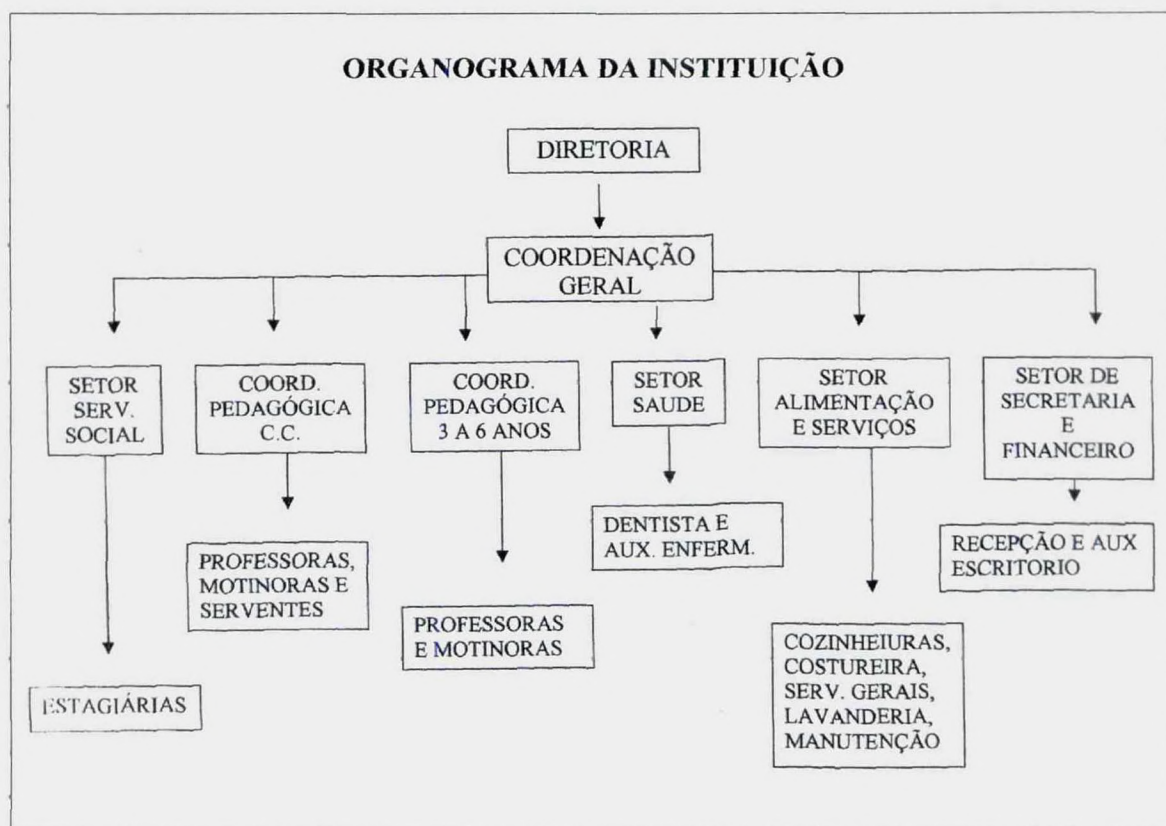 ORGANOGRAMA DA INSTITUIÇÃO
DIRETORIA
COORDENAÇÃO
GERAL
SETOR
SERV.
SOCIAL
COORD.
PEDAGÓGICA
C.C.
COORD.
PEDAGÓGICA
3 A 6 ANOS
SETOR
SAUDE
SETOR
ALIMENTAÇÃO
E SERVIÇOS
SETOR DE
SECRETARIA
E
FINANCEIRO
PROFESSORAS,
MOTINORAS E
SERVENTES
DENTISTA E
AUX. ENFERM.
RECEPÇÃO E AUX
ESCRITORIO
PROFESSORAS
E MOTINORAS
COZINHEIURAS,
COSTUREIRA,
SERV. GERAIS,
LAVANDERIA,
MANUTENÇÃO
ESTAGIÁRIAS